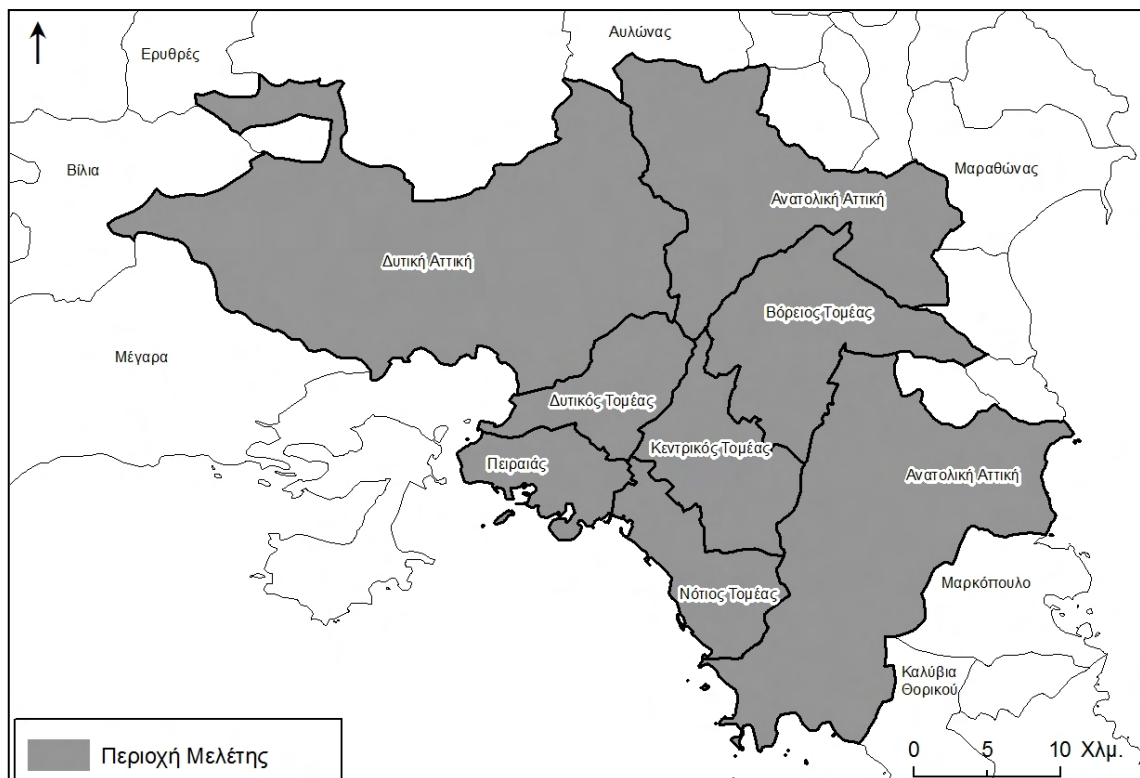 Αυλώνας
Ερυθρές
Βίλια
Μαραθώνας
Ανατολική Αττική
Δυτική Αττική
Βόρειος Τομέας
Μέγαρα
Δυτικός Τομέας
Κεντρικός Τομέας
Πειραιάς
Ανατολική Αττική
Μαρκόπουλο
Νότιος Τομέας
Καλύβια
Θορικού
Περιοχή Μελέτης
0 5 10 Χλμ.